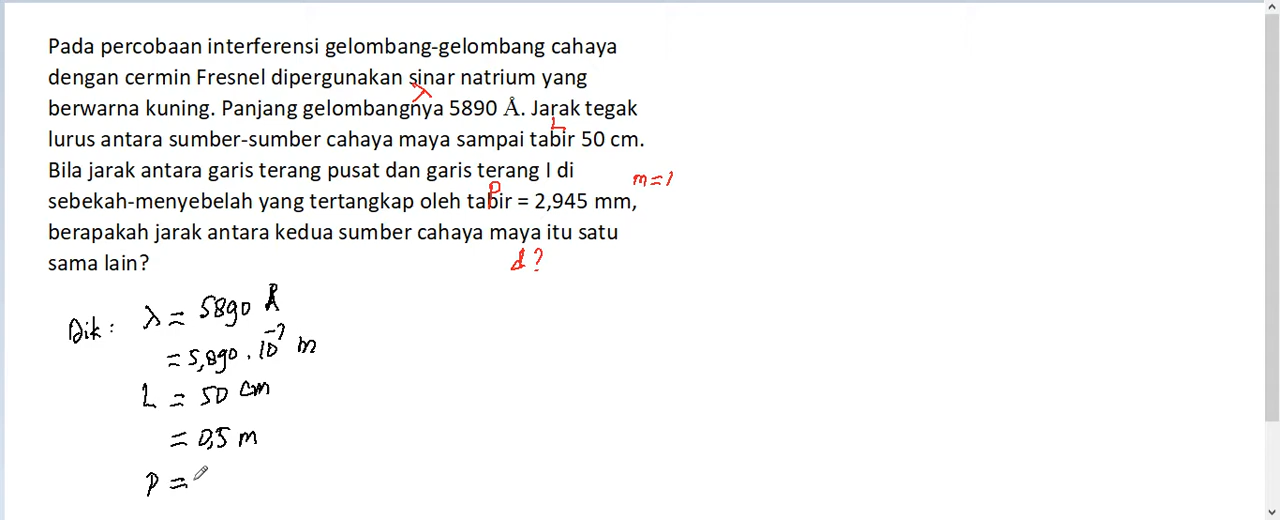 Pada percobaan interferensi gelombang-gelombang cahaya
dengan cermin Fresnel dipergunakan sinar natrium yang
λ
berwarna kuning. Panjang gelombangnya 5890 Å. Jarak tegak
L
lurus antara sumber-sumber cahaya maya sampai tabir 50 cm.
Bila jarak antara garis terang pusat dan garis terang I di
m=1
P
sebekah-menyebelah yang tertangkap oleh tabir = 2,945 mm,
berapakah jarak antara kedua sumber cahaya maya itu satu
sama lain?
d?
Dik: λ = 5890 Å
= 5,890 . 10⁻⁷ m
L = 50 cm
= 0,5 m
P =